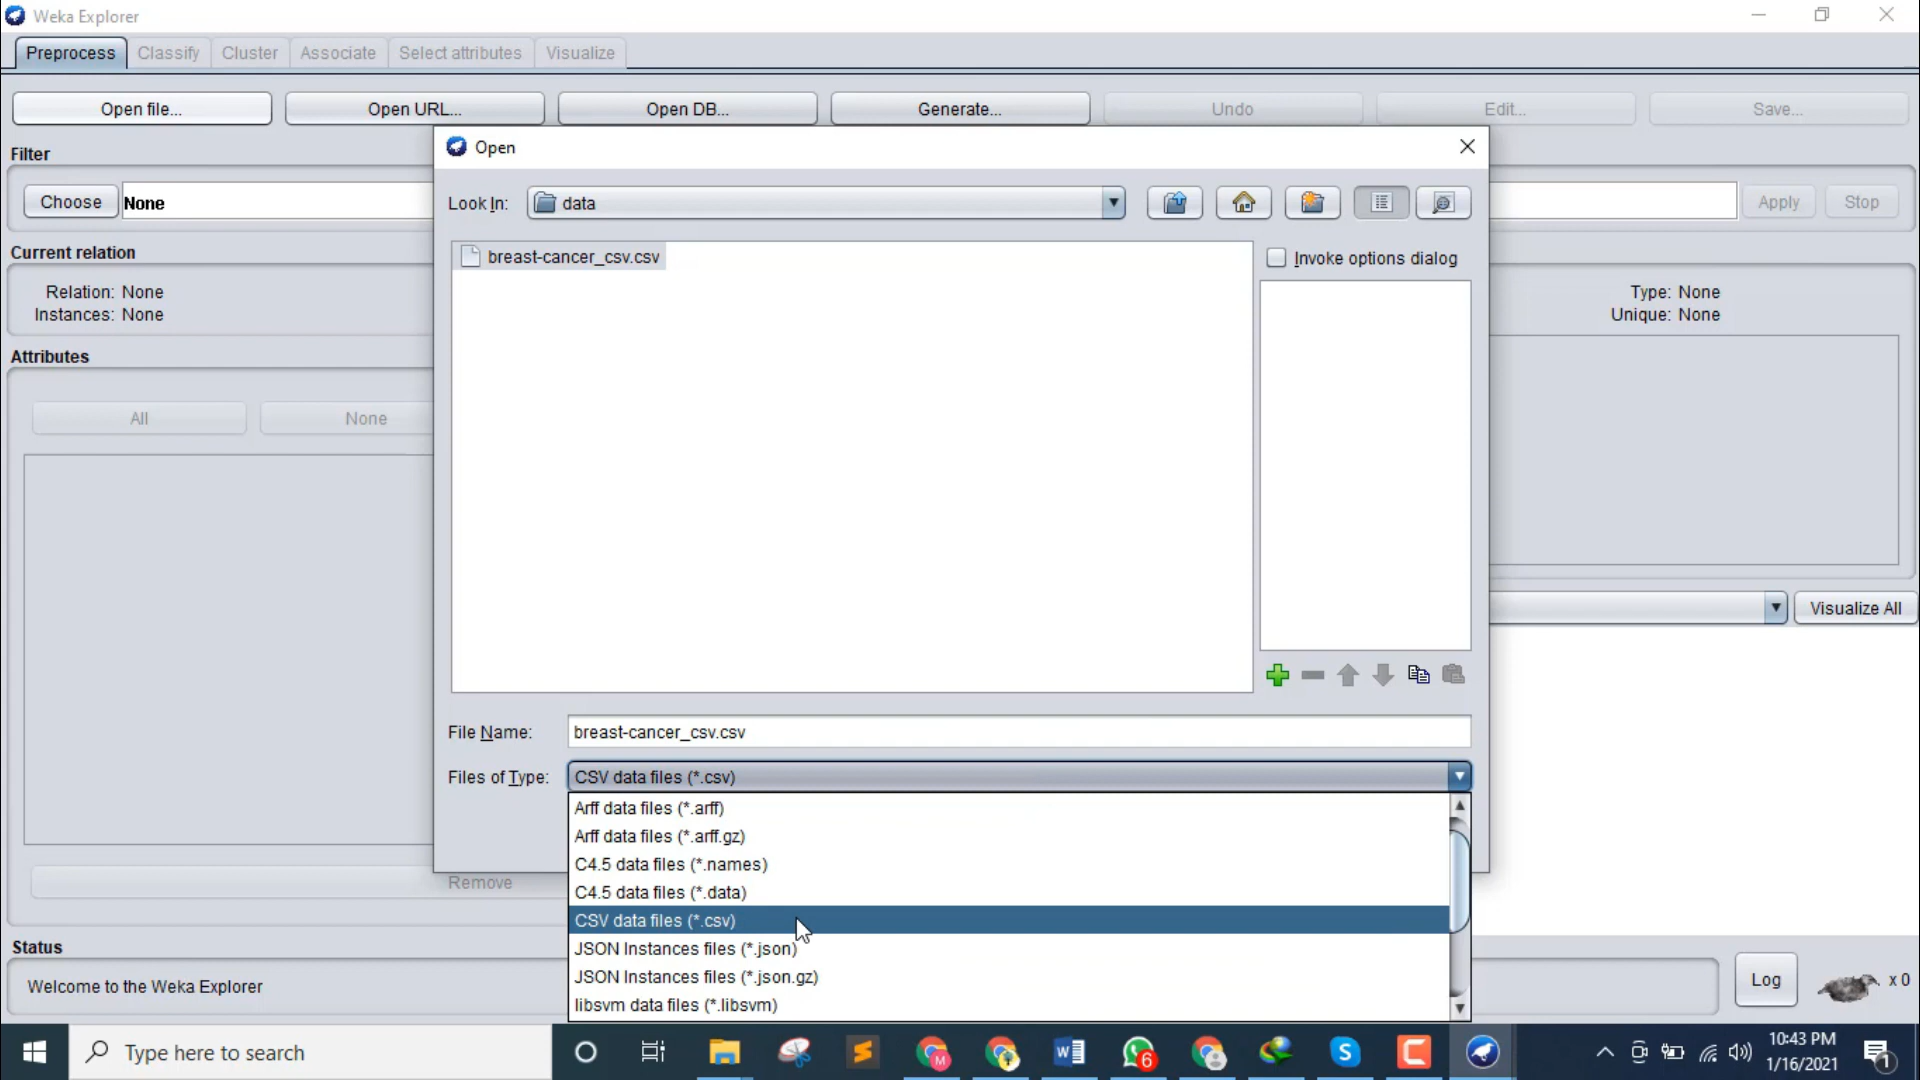 Weka Explorer
Preprocess Classify Cluster Associate Select attributes Visualize
Open file... Open URL... Open DB... Generate... Undo Edit... Save...
Open
Filter
Look In: data
Choose None Apply Stop
Current relation
breast-cancer_csv.csv
Invoke options dialog
Relation: None
Instances: None
Type: None
Unique: None
Attributes
All None
Visualize All
File Name: breast-cancer_csv.csv
Files of Type: CSV data files (*.csv)
Arff data files (*.arff)
Arff data files (*.arff.gz)
C4.5 data files (*.names)
C4.5 data files (*.data)
CSV data files (*.csv)
JSON Instances files (*.json)
JSON Instances files (*.json.gz)
libsvm data files (*.libsvm)
Remove
Status
Welcome to the Weka Explorer
Log x 0
Type here to search
M
W
6
S
C
10:43 PM
1/16/2021
1